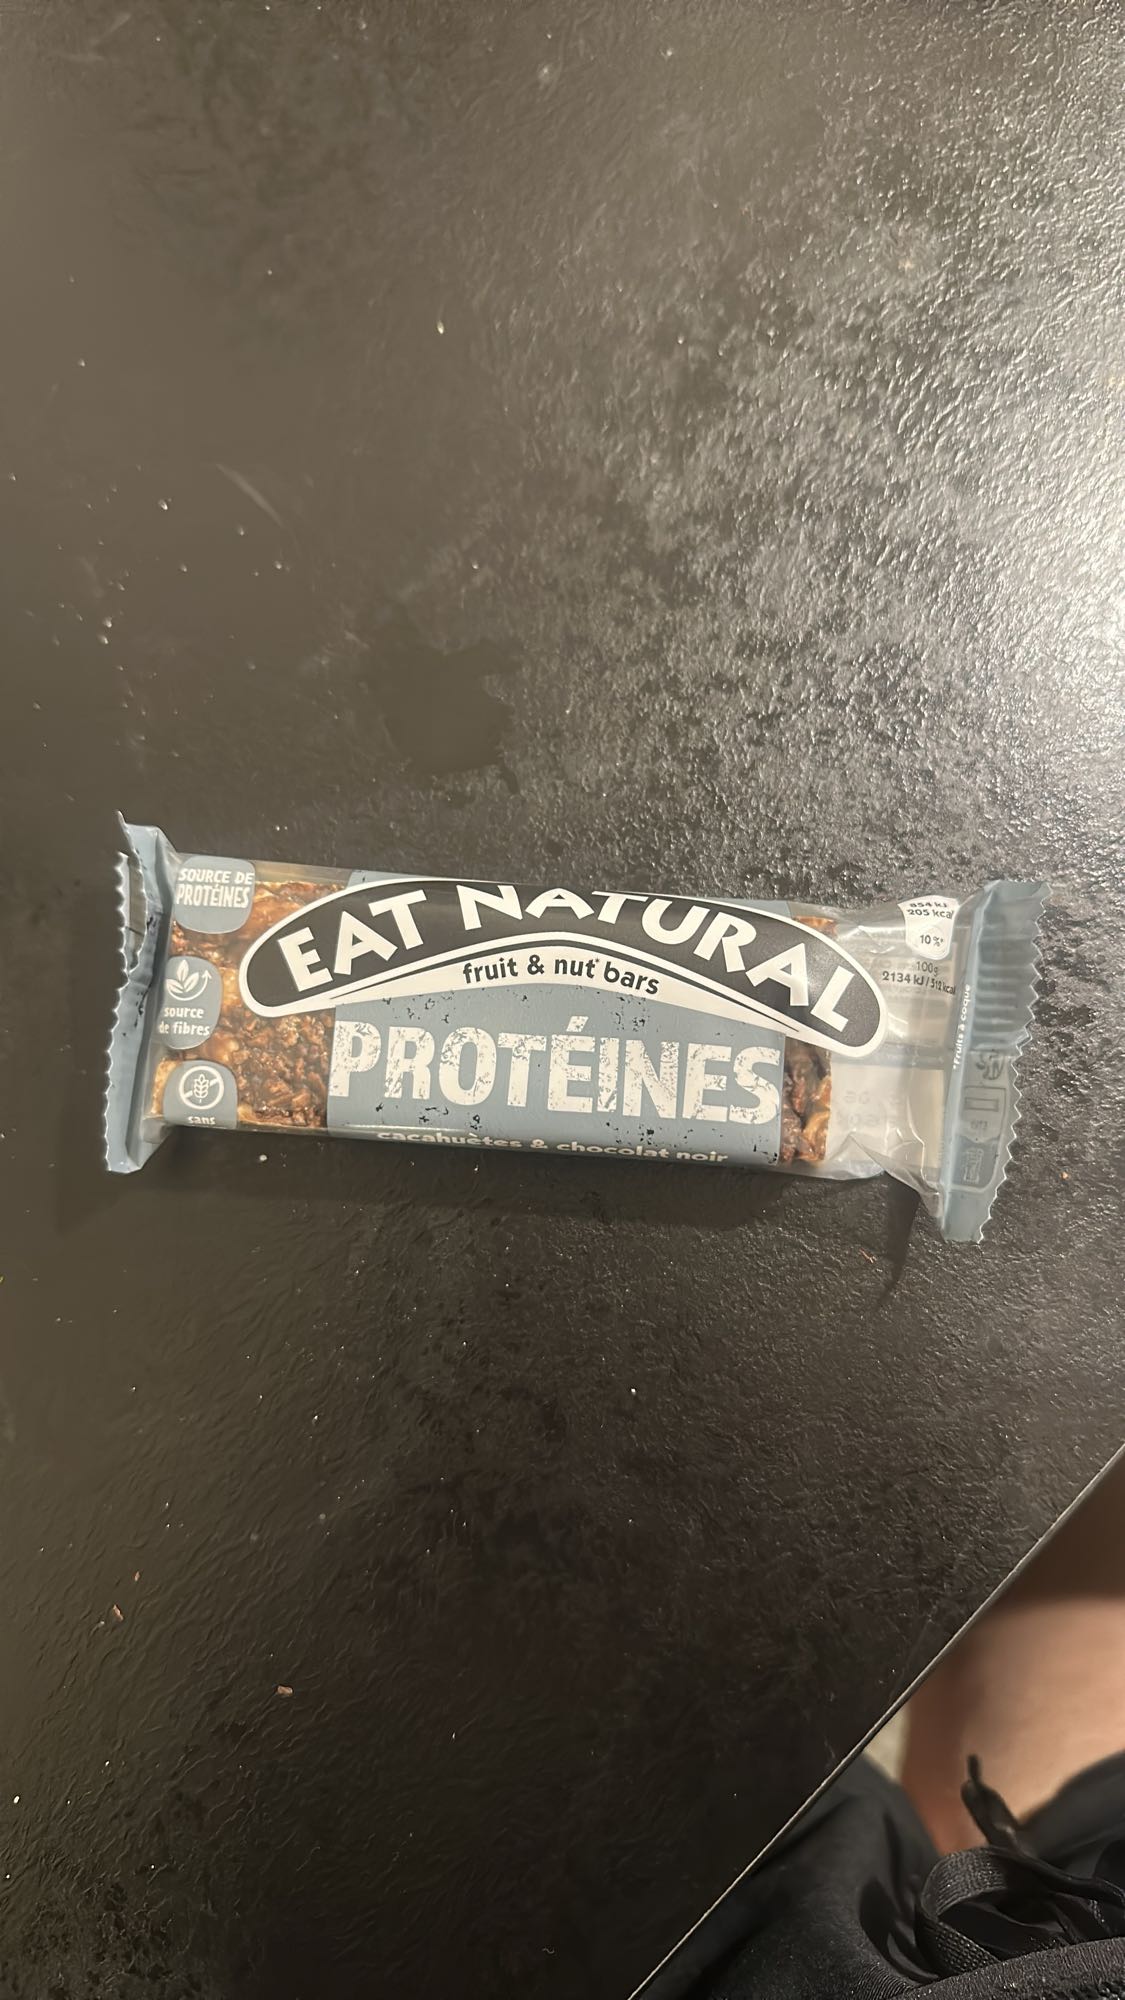 SOURCE DE
PROTÉINES
source
de fibres
sans
EAT NATURAL
fruit & nut* bars
PROTÉINES
cacahuètes & chocolat noir
854 kJ
205 kcal
10%*
100g
2134 kJ / 512 kcal
*fruits à coque